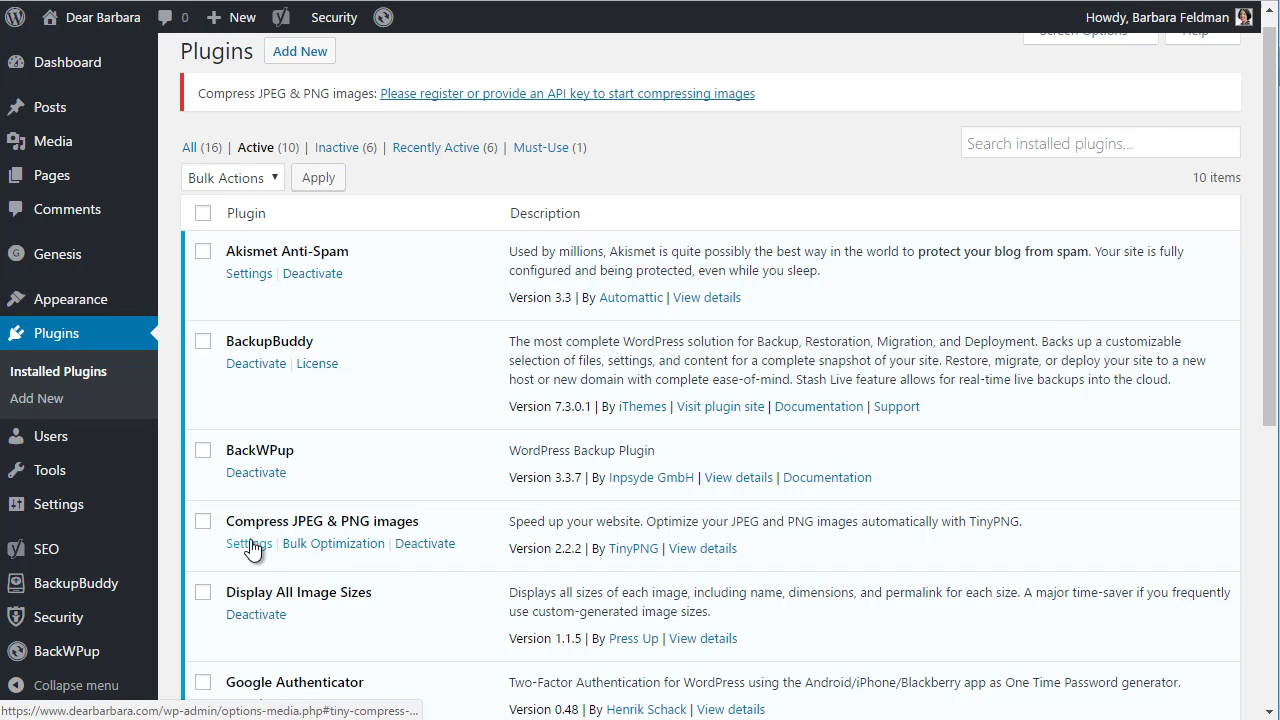 Dear Barbara 0 New Security Howdy, Barbara Feldman
Dashboard
Posts
Media
Pages
Comments
Genesis
Appearance
Plugins
Installed Plugins
Add New
Users
Tools
Settings
SEO
BackupBuddy
Security
BackWPup
Collapse menu
Screen Options Help
Plugins Add New
Compress JPEG & PNG images: Please register or provide an API key to start compressing images
All (16) | Active (10) | Inactive (6) | Recently Active (6) | Must-Use (1)
Search installed plugins...
Bulk Actions Apply
10 items
Plugin Description
Akismet Anti-Spam
Settings | Deactivate
Used by millions, Akismet is quite possibly the best way in the world to protect your blog from spam. Your site is fully
configured and being protected, even while you sleep.
Version 3.3 | By Automattic | View details
BackupBuddy
Deactivate | License
The most complete WordPress solution for Backup, Restoration, Migration, and Deployment. Backs up a customizable
selection of files, settings, and content for a complete snapshot of your site. Restore, migrate, or deploy your site to a new
host or new domain with complete ease-of-mind. Stash Live feature allows for real-time live backups into the cloud.
Version 7.3.0.1 | By iThemes | Visit plugin site | Documentation | Support
BackWPup
Deactivate
WordPress Backup Plugin
Version 3.3.7 | By Inpsyde GmbH | View details | Documentation
Compress JPEG & PNG images
Settings | Bulk Optimization | Deactivate
Speed up your website. Optimize your JPEG and PNG images automatically with TinyPNG.
Version 2.2.2 | By TinyPNG | View details
Display All Image Sizes
Deactivate
Displays all sizes of each image, including name, dimensions, and permalink for each size. A major time-saver if you frequently
use custom-generated image sizes.
Version 1.1.5 | By Press Up | View details
Google Authenticator
Two-Factor Authentication for WordPress using the Android/iPhone/Blackberry app as One Time Password generator.
Version 0.48 | By Henrik Schack | View details
https://www.dearbarbara.com/wp-admin/options-media.php#tiny-compress-...